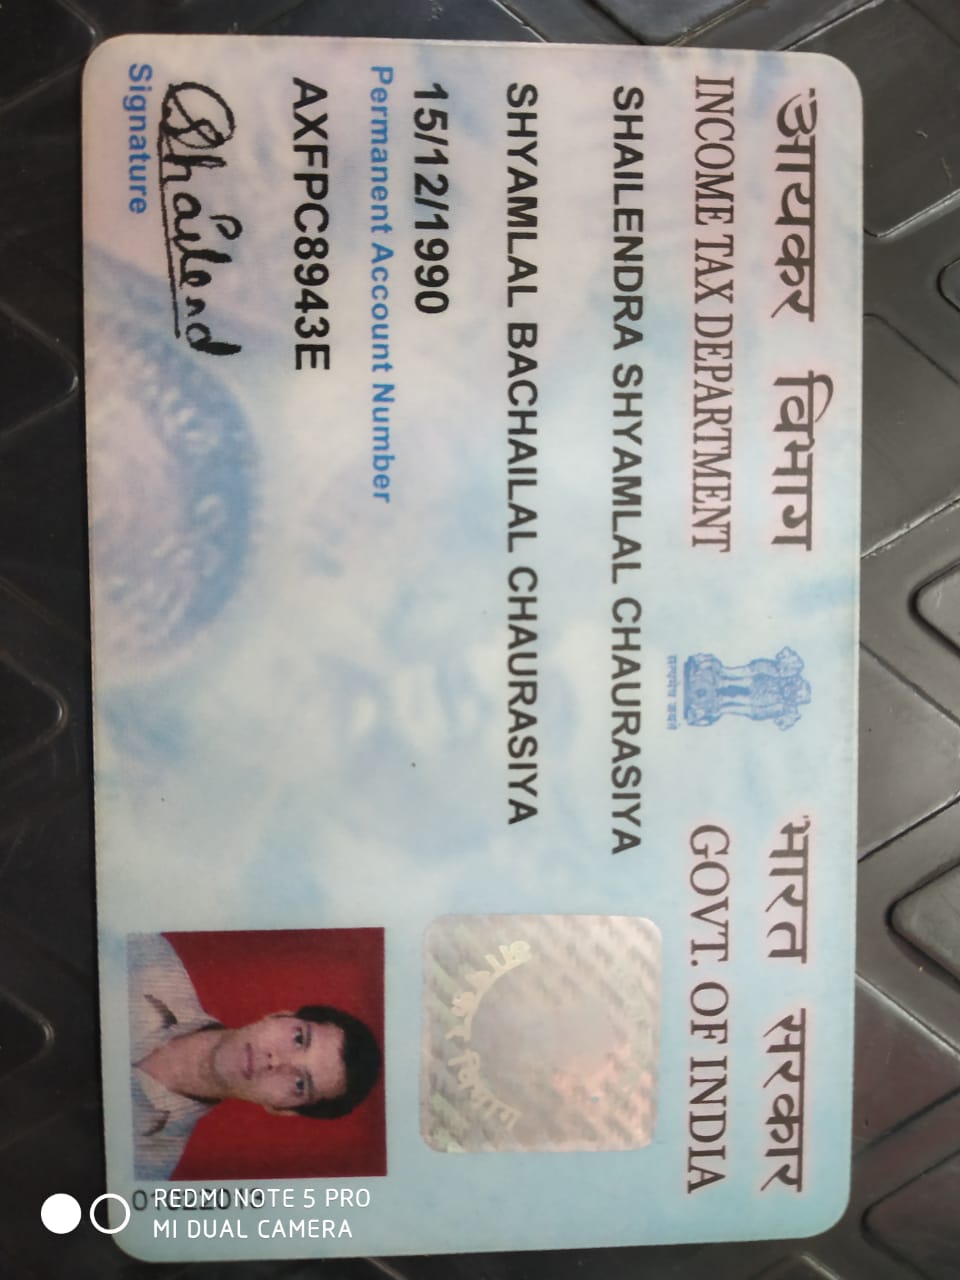 आयकर विभाग
INCOME TAX DEPARTMENT
भारत सरकार
GOVT. OF INDIA
सत्यमेव जयते
SHAILENDRA SHYAMLAL CHAURASIYA
SHYAMLAL BACHAILAL CHAURASIYA
15/12/1990
Permanent Account Number
AXFPC8943E
Shailend
Signature
REDMI NOTE 5 PRO
MI DUAL CAMERA